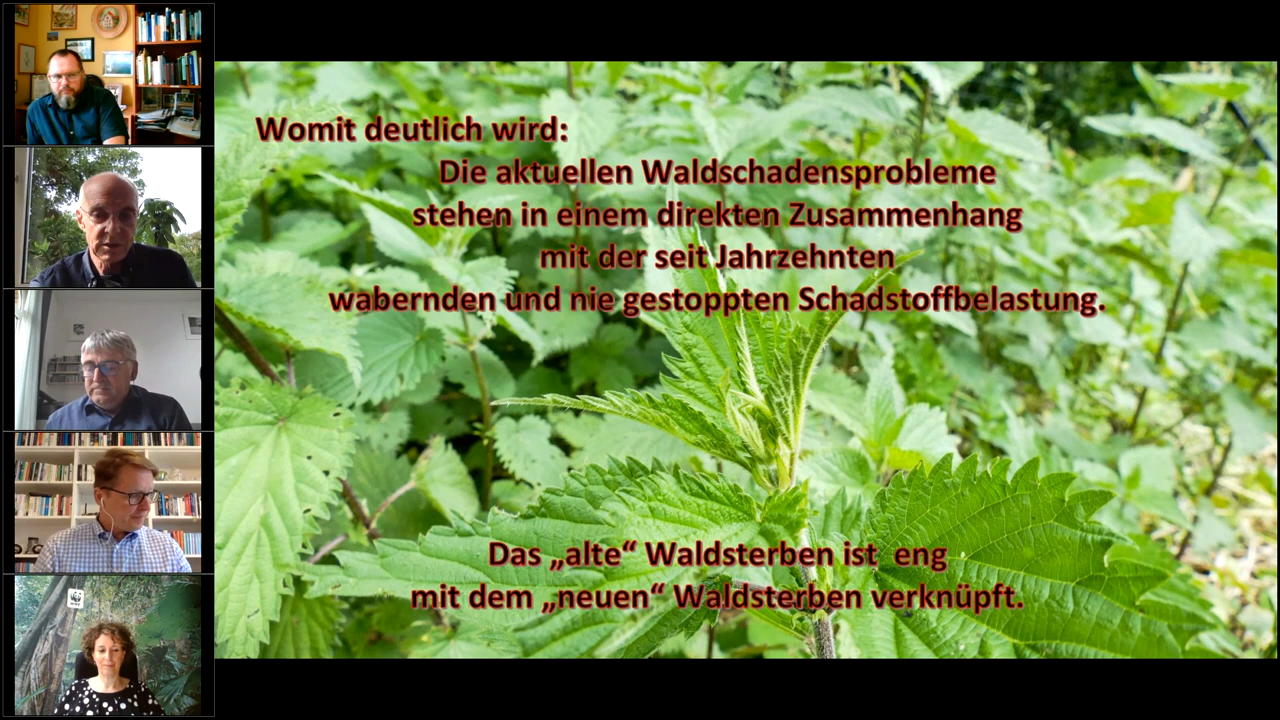 Womit deutlich wird:
Die aktuellen Waldschadensprobleme
stehen in einem direkten Zusammenhang
mit der seit Jahrzehnten
wabernden und nie gestoppten Schadstoffbelastung.
Das „alte“ Waldsterben ist eng
mit dem „neuen“ Waldsterben verknüpft.
WWF